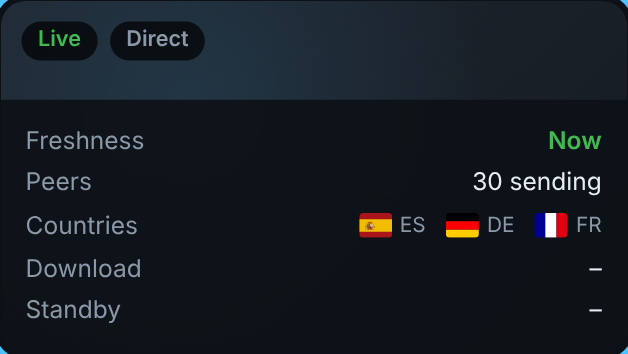 Live Direct
Freshness Now
Peers 30 sending
Countries ES DE FR
Download –
Standby –